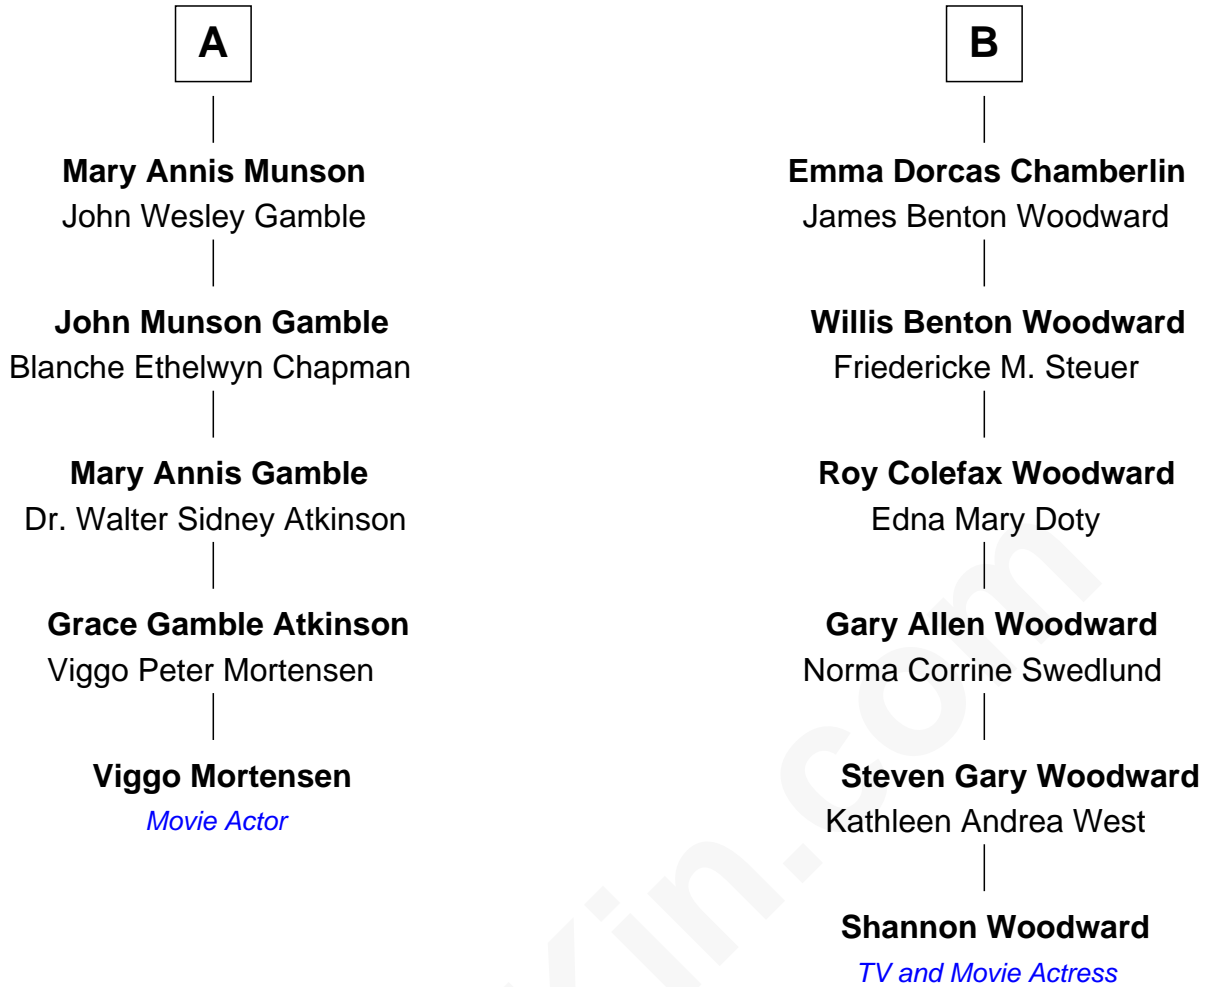 A
Mary Annis Munson
John Wesley Gamble
John Munson Gamble
Blanche Ethelwyn Chapman
Mary Annis Gamble
Dr. Walter Sidney Atkinson
Grace Gamble Atkinson
Viggo Peter Mortensen
Viggo Mortensen
Movie Actor
B
Emma Dorcas Chamberlin
James Benton Woodward
Willis Benton Woodward
Friedericke M. Steuer
Roy Colefax Woodward
Edna Mary Doty
Gary Allen Woodward
Norma Corrine Swedlund
Steven Gary Woodward
Kathleen Andrea West
Shannon Woodward
TV and Movie Actress